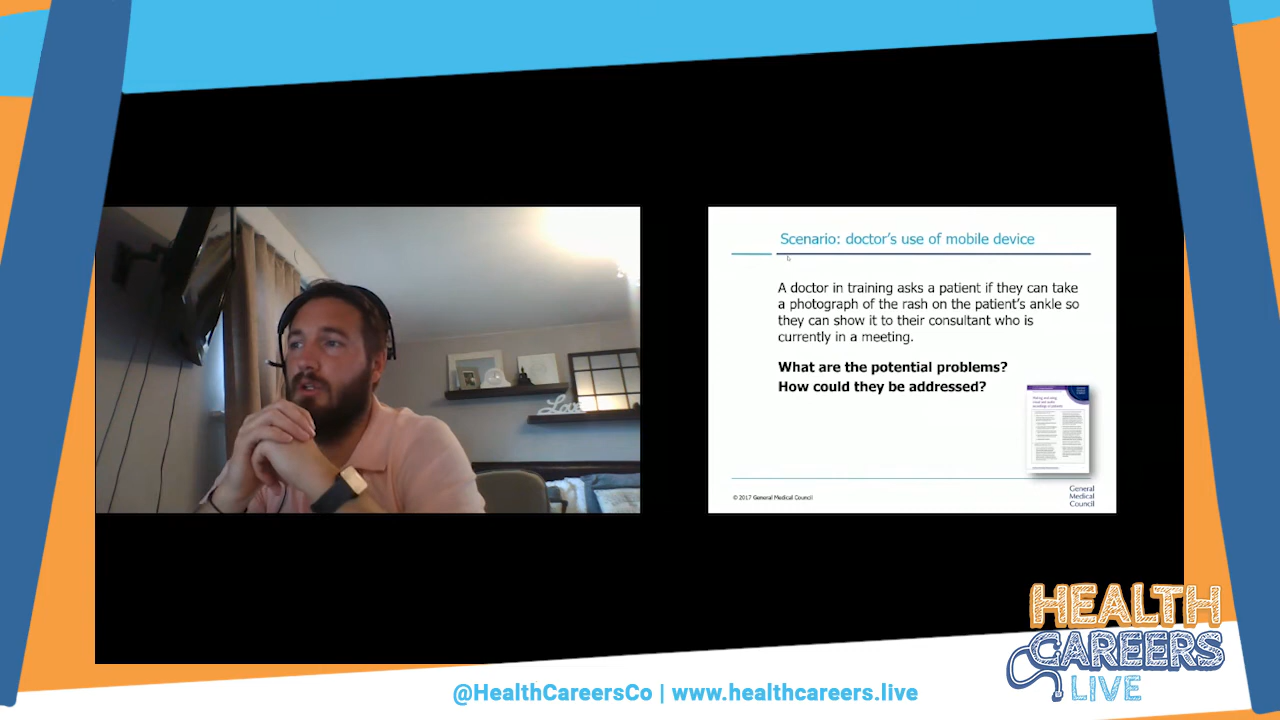 Scenario: doctor's use of mobile device
A doctor in training asks a patient if they can take
a photograph of the rash on the patient's ankle so
they can show it to their consultant who is
currently in a meeting.
What are the potential problems?
How could they be addressed?
© 2017 General Medical Council
General
Medical
Council
Love
HEALTH
CAREERS
LIVE
@HealthCareersCo | www.healthcareers.live